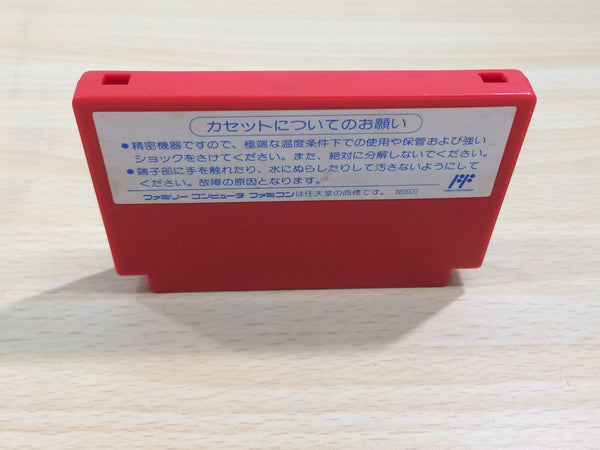 カセットについてのお願い
●精密機器ですので、極端な温度条件下での使用や保管および強い
ショックをさけてください。また、絶対に分解しないでください。
●端子部に手を触れたり、水にぬらしたりして汚さないようにして
ください。故障の原因となります。
ファミリー コンピュータ・ファミコンは任天堂の商標です。 880920